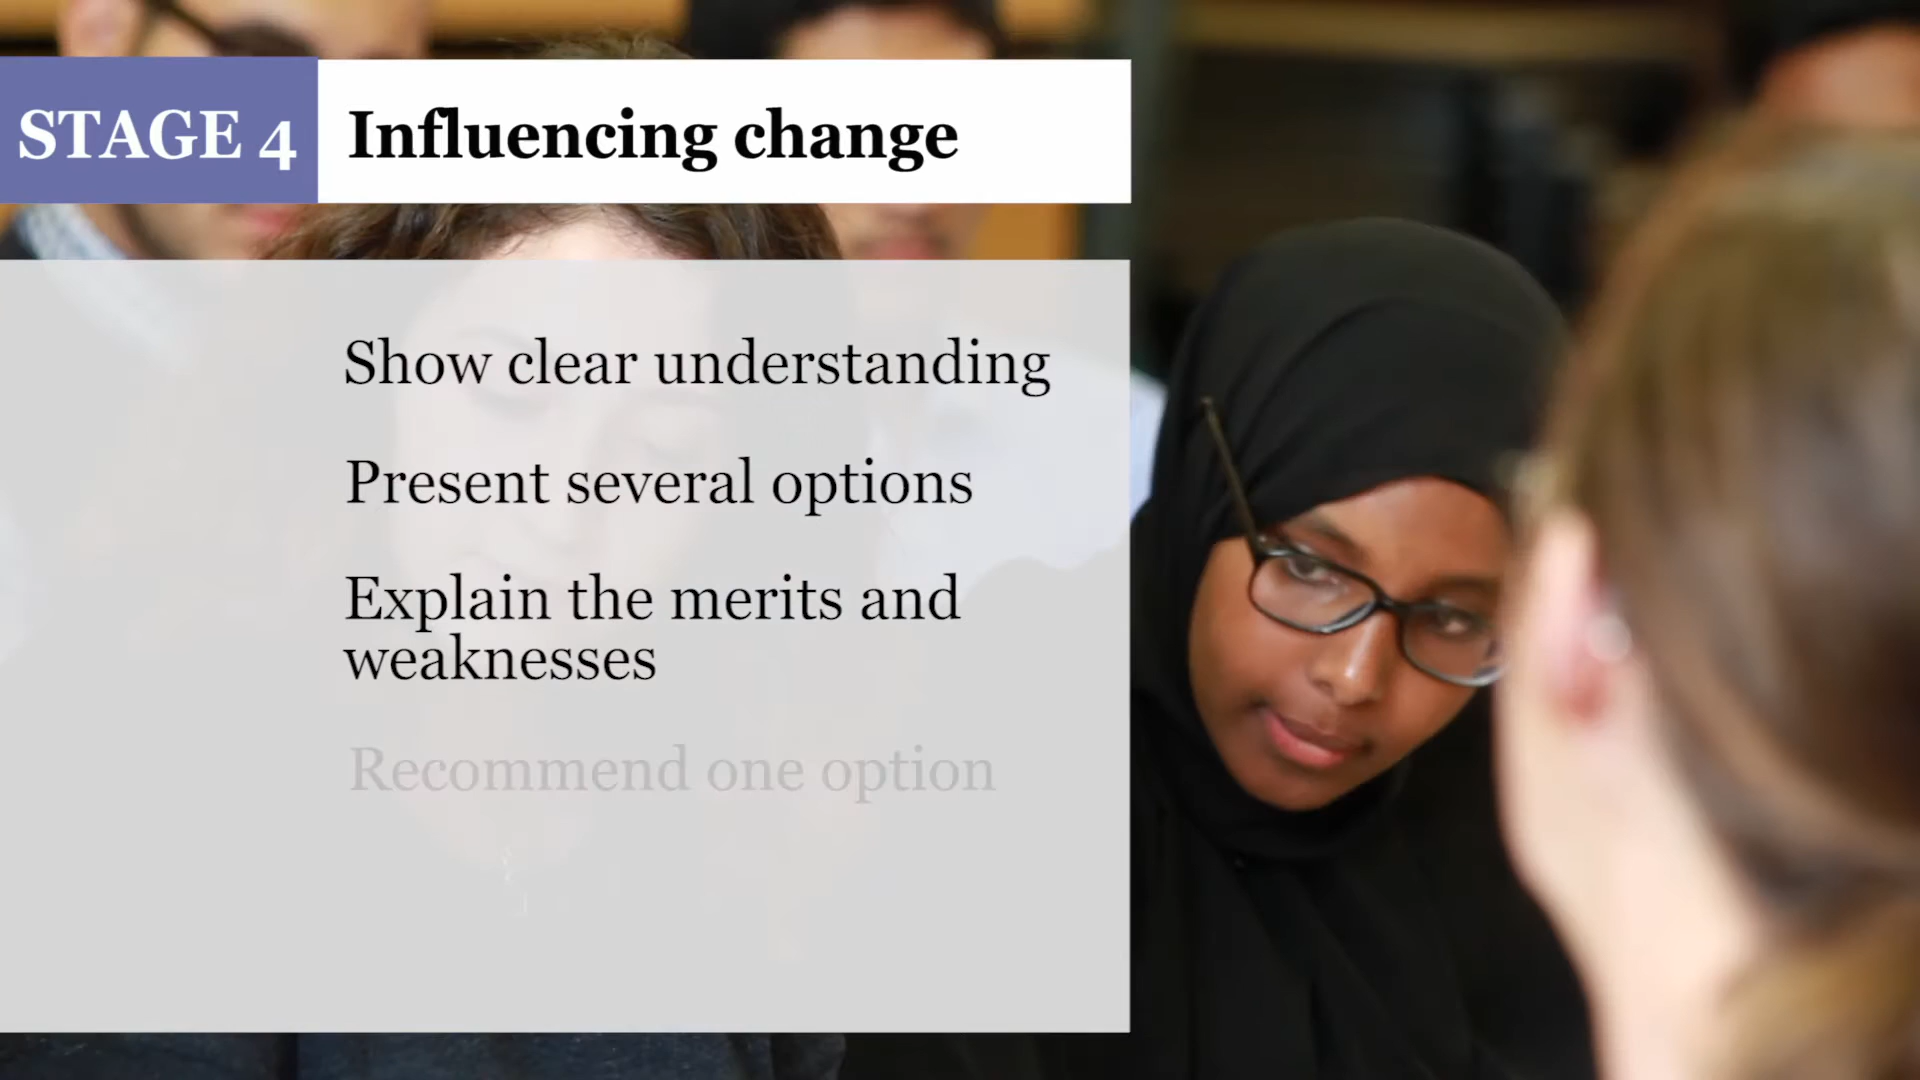 STAGE 4
Influencing change
Show clear understanding
Present several options
Explain the merits and
weaknesses
Recommend one option